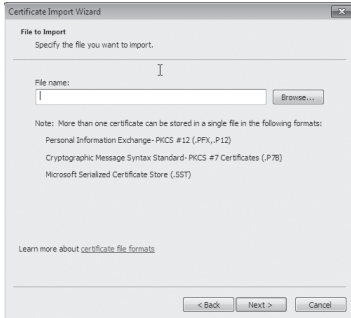 Certificate Import Wizard
File to Import
Specify the file you want to import.
File name:
Browse...
Note: More than one certificate can be stored in a single file in the following formats:
Personal Information Exchange- PKCS #12 (.PFX,.P12)
Cryptographic Message Syntax Standard- PKCS #7 Certificates (.P7B)
Microsoft Serialized Certificate Store (.SST)
Learn more about certificate file formats
< Back Next > Cancel